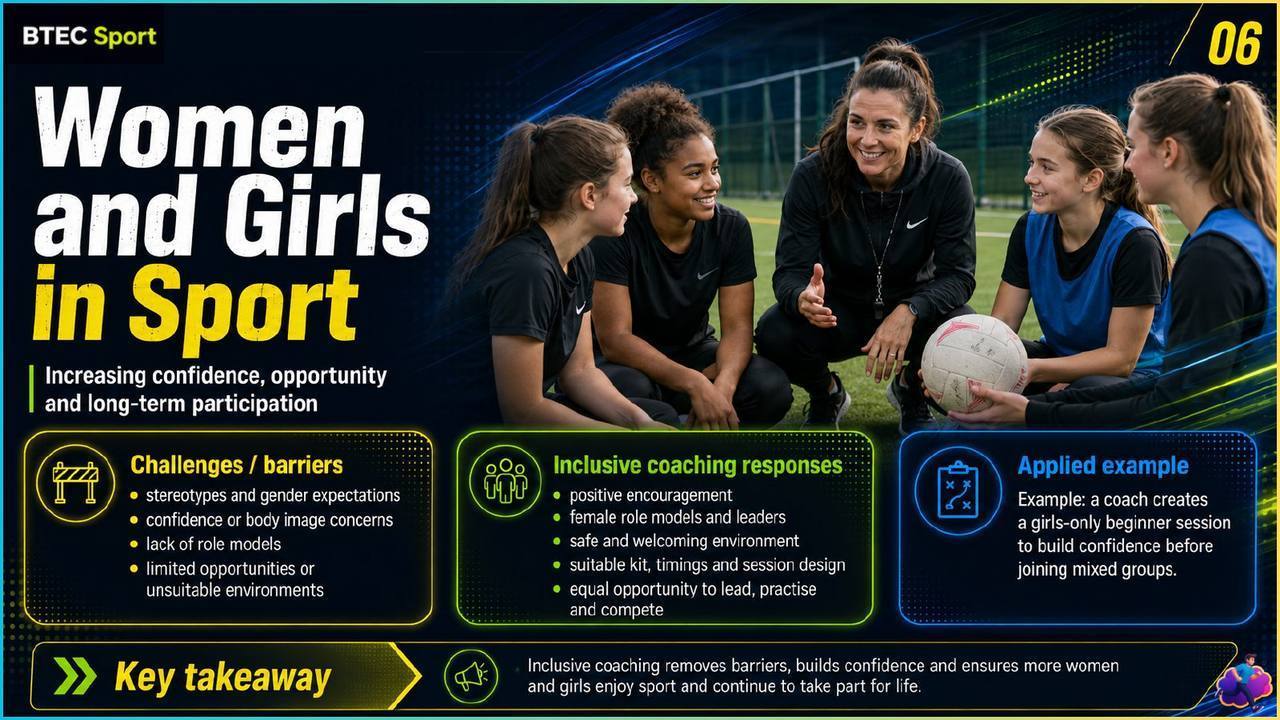 BTEC Sport
06
Women
and Girls
in Sport
Increasing confidence, opportunity
and long-term participation
Challenges / barriers
stereotypes and gender expectations
confidence or body image concerns
lack of role models
limited opportunities or
unsuitable environments
Inclusive coaching responses
positive encouragement
female role models and leaders
safe and welcoming environment
suitable kit, timings and session design
equal opportunity to lead, practise
and compete
Applied example
Example: a coach creates
a girls-only beginner session
to build confidence before
joining mixed groups.
Key takeaway
Inclusive coaching removes barriers, builds confidence and ensures more women
and girls enjoy sport and continue to take part for life.